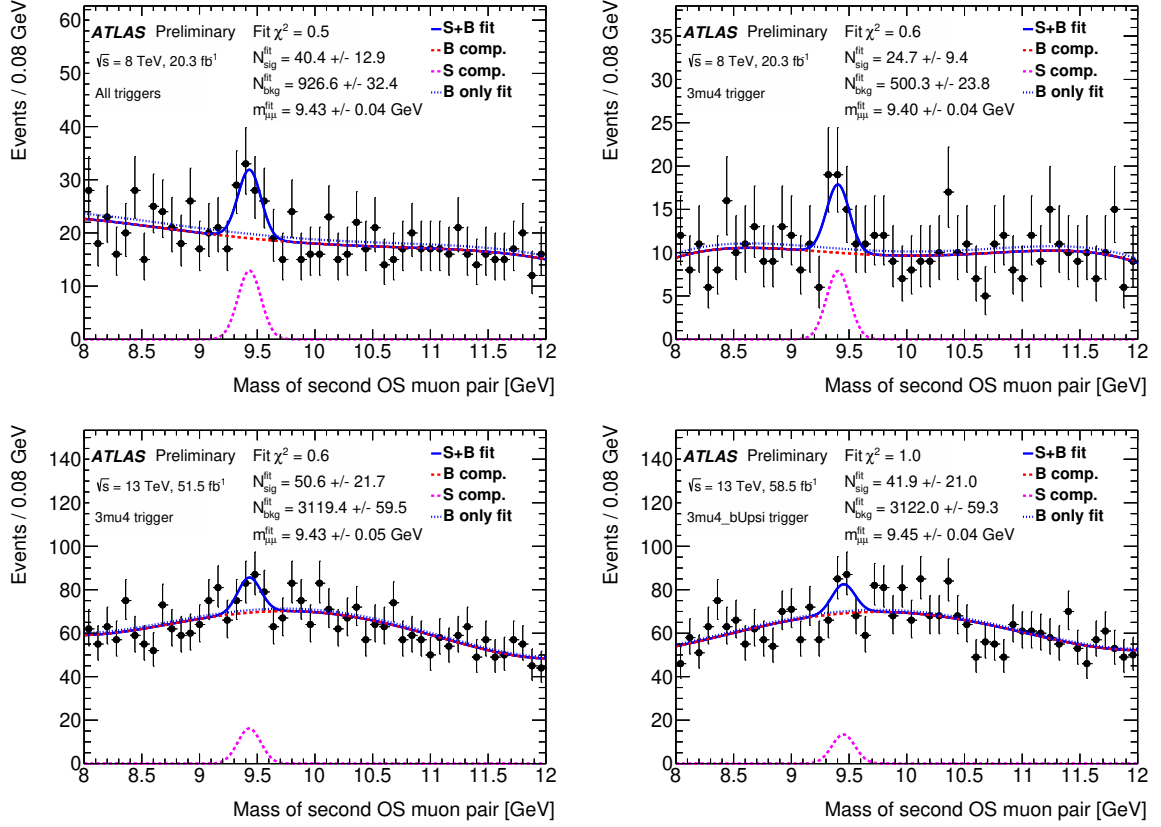 ATLAS Preliminary
√s = 8 TeV, 20.3 fb¹
All triggers
Fit χ² = 0.5
N^fit_sig = 40.4 +/- 12.9
N^fit_bkg = 926.6 +/- 32.4
m^fit_μμ = 9.43 +/- 0.04 GeV
S+B fit
B comp.
S comp.
B only fit
Events / 0.08 GeV
60
50
40
30
20
10
0
8 8.5 9 9.5 10 10.5 11 11.5 12
Mass of second OS muon pair [GeV]
ATLAS Preliminary
√s = 8 TeV, 20.3 fb¹
3mu4 trigger
Fit χ² = 0.6
N^fit_sig = 24.7 +/- 9.4
N^fit_bkg = 500.3 +/- 23.8
m^fit_μμ = 9.40 +/- 0.04 GeV
S+B fit
B comp.
S comp.
B only fit
Events / 0.08 GeV
35
30
25
20
15
10
5
0
8 8.5 9 9.5 10 10.5 11 11.5 12
Mass of second OS muon pair [GeV]
ATLAS Preliminary
√s = 13 TeV, 51.5 fb¹
3mu4 trigger
Fit χ² = 0.6
N^fit_sig = 50.6 +/- 21.7
N^fit_bkg = 3119.4 +/- 59.5
m^fit_μμ = 9.43 +/- 0.05 GeV
S+B fit
B comp.
S comp.
B only fit
Events / 0.08 GeV
140
120
100
80
60
40
20
0
8 8.5 9 9.5 10 10.5 11 11.5 12
Mass of second OS muon pair [GeV]
ATLAS Preliminary
√s = 13 TeV, 58.5 fb¹
3mu4_bUpsi trigger
Fit χ² = 1.0
N^fit_sig = 41.9 +/- 21.0
N^fit_bkg = 3122.0 +/- 59.3
m^fit_μμ = 9.45 +/- 0.04 GeV
S+B fit
B comp.
S comp.
B only fit
Events / 0.08 GeV
140
120
100
80
60
40
20
0
8 8.5 9 9.5 10 10.5 11 11.5 12
Mass of second OS muon pair [GeV]